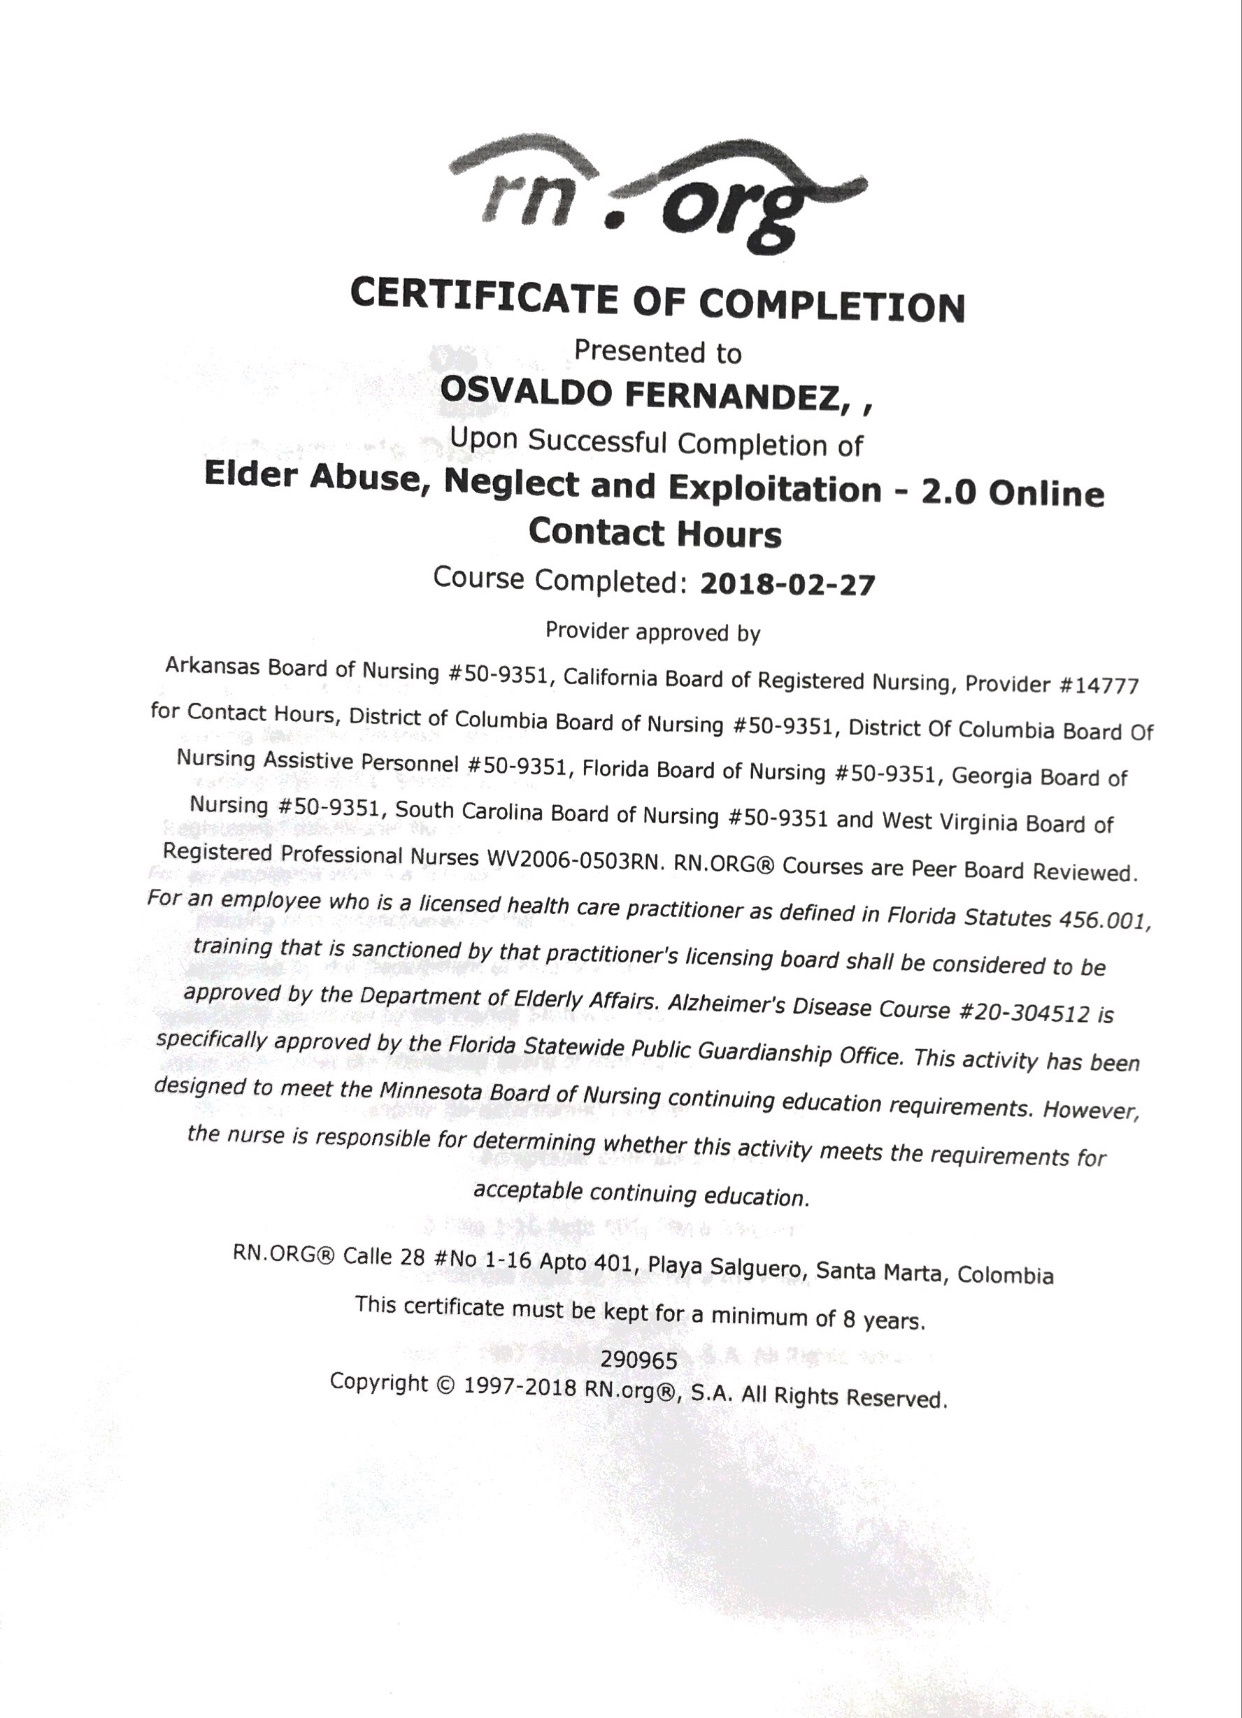 rn.org
CERTIFICATE OF COMPLETION
Presented to
OSVALDO FERNANDEZ, ,
Upon Successful Completion of
Elder Abuse, Neglect and Exploitation - 2.0 Online
Contact Hours
Course Completed: 2018-02-27
Provider approved by
Arkansas Board of Nursing #50-9351, California Board of Registered Nursing, Provider #14777
for Contact Hours, District of Columbia Board of Nursing #50-9351, District Of Columbia Board Of
Nursing Assistive Personnel #50-9351, Florida Board of Nursing #50-9351, Georgia Board of
Nursing #50-9351, South Carolina Board of Nursing #50-9351 and West Virginia Board of
Registered Professional Nurses WV2006-0503RN. RN.ORG® Courses are Peer Board Reviewed.
For an employee who is a licensed health care practitioner as defined in Florida Statutes 456.001,
training that is sanctioned by that practitioner's licensing board shall be considered to be
approved by the Department of Elderly Affairs. Alzheimer's Disease Course #20-304512 is
specifically approved by the Florida Statewide Public Guardianship Office. This activity has been
designed to meet the Minnesota Board of Nursing continuing education requirements. However,
the nurse is responsible for determining whether this activity meets the requirements for
acceptable continuing education.
RN.ORG® Calle 28 #No 1-16 Apto 401, Playa Salguero, Santa Marta, Colombia
This certificate must be kept for a minimum of 8 years.
290965
Copyright © 1997-2018 RN.org®, S.A. All Rights Reserved.